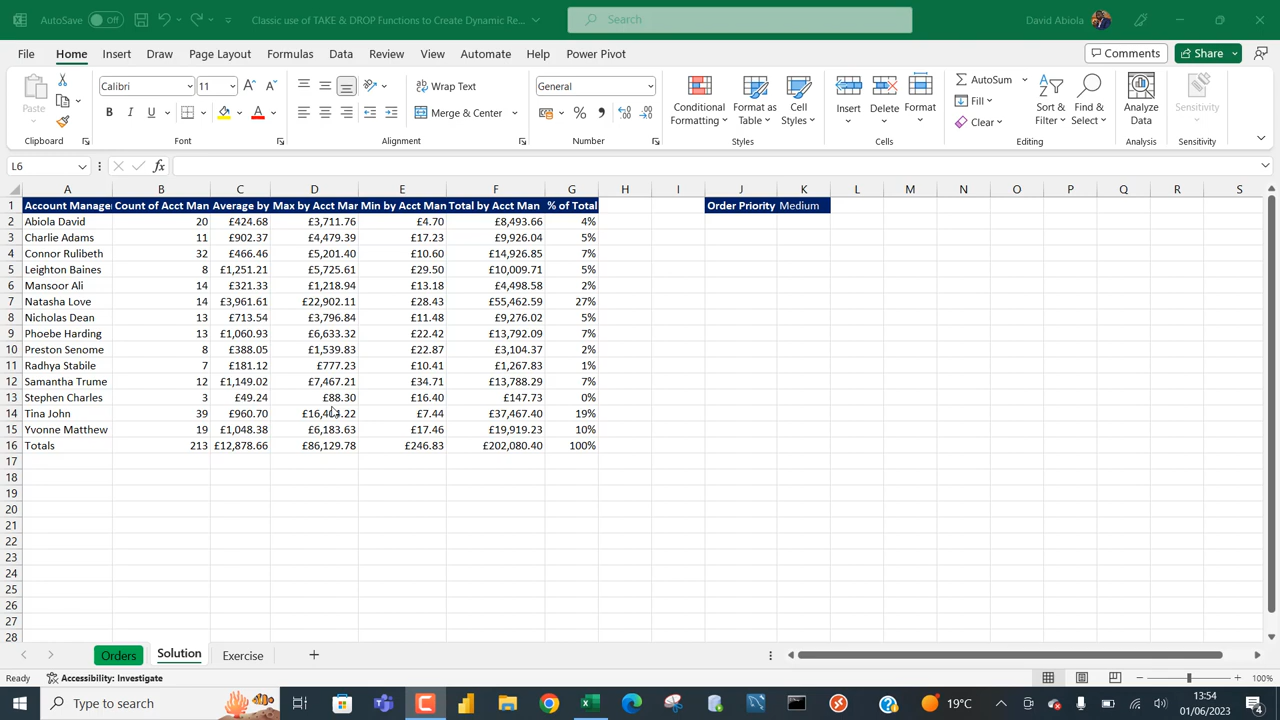 AutoSave Off Classic use of TAKE & DROP Functions to Create Dynamic Re... Search David Abiola
File Home Insert Draw Page Layout Formulas Data Review View Automate Help Power Pivot Comments Share
Paste Calibri 11 Wrap Text General Conditional Formatting Format as Table Cell Styles Insert Delete Format AutoSum Sort & Filter Find & Select Analyze Data Sensitivity
B I U Merge & Center Fill Clear
Clipboard Font Alignment Number Styles Cells Editing Analysis Sensitivity
L6 fx
A B C D E F G H I J K L M N O P Q R S
1 Account Manage Count of Acct Man Average by Max by Acct Mar Min by Acct Man Total by Acct Man % of Total Order Priority Medium
2 Abiola David 20 £424.68 £3,711.76 £4.70 £8,493.66 4%
3 Charlie Adams 11 £902.37 £4,479.39 £17.23 £9,926.04 5%
4 Connor Rulibeth 32 £466.46 £5,201.40 £10.60 £14,926.85 7%
5 Leighton Baines 8 £1,251.21 £5,725.61 £29.50 £10,009.71 5%
6 Mansoor Ali 14 £321.33 £1,218.94 £13.18 £4,498.58 2%
7 Natasha Love 14 £3,961.61 £22,902.11 £28.43 £55,462.59 27%
8 Nicholas Dean 13 £713.54 £3,796.84 £11.48 £9,276.02 5%
9 Phoebe Harding 13 £1,060.93 £6,633.32 £22.42 £13,792.09 7%
10 Preston Senome 8 £388.05 £1,539.83 £22.87 £3,104.37 2%
11 Radhya Stabile 7 £181.12 £777.23 £10.41 £1,267.83 1%
12 Samantha Trume 12 £1,149.02 £7,467.21 £34.71 £13,788.29 7%
13 Stephen Charles 3 £49.24 £88.30 £16.40 £147.73 0%
14 Tina John 39 £960.70 £7.44 £37,467.40 19%
15 Yvonne Matthew 19 £1,048.38 £6,183.63 £17.46 £19,919.23 10%
16 Totals 213 £12,878.66 £86,129.78 £246.83 £202,080.40 100%
17
18
19
20
21
22
23
24
25
26
27
28
Orders Solution Exercise
Ready Accessibility: Investigate 100%
Type here to search 19°C 13:54
01/06/2023 4